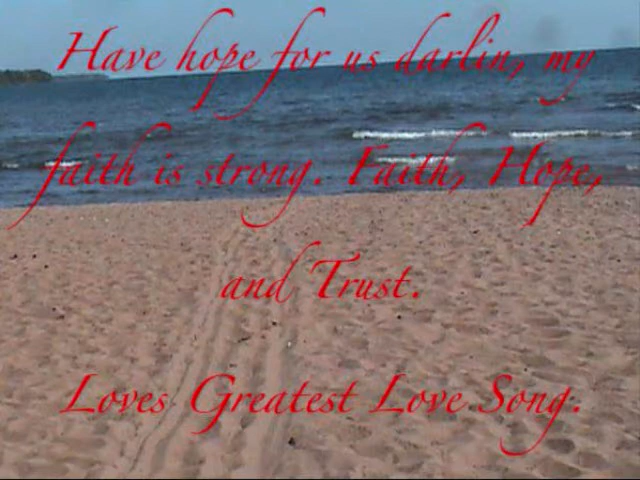 Have hope for us darlin, my
faith is strong. Faith, Hope,
and Trust.
Loves Greatest Love Song.